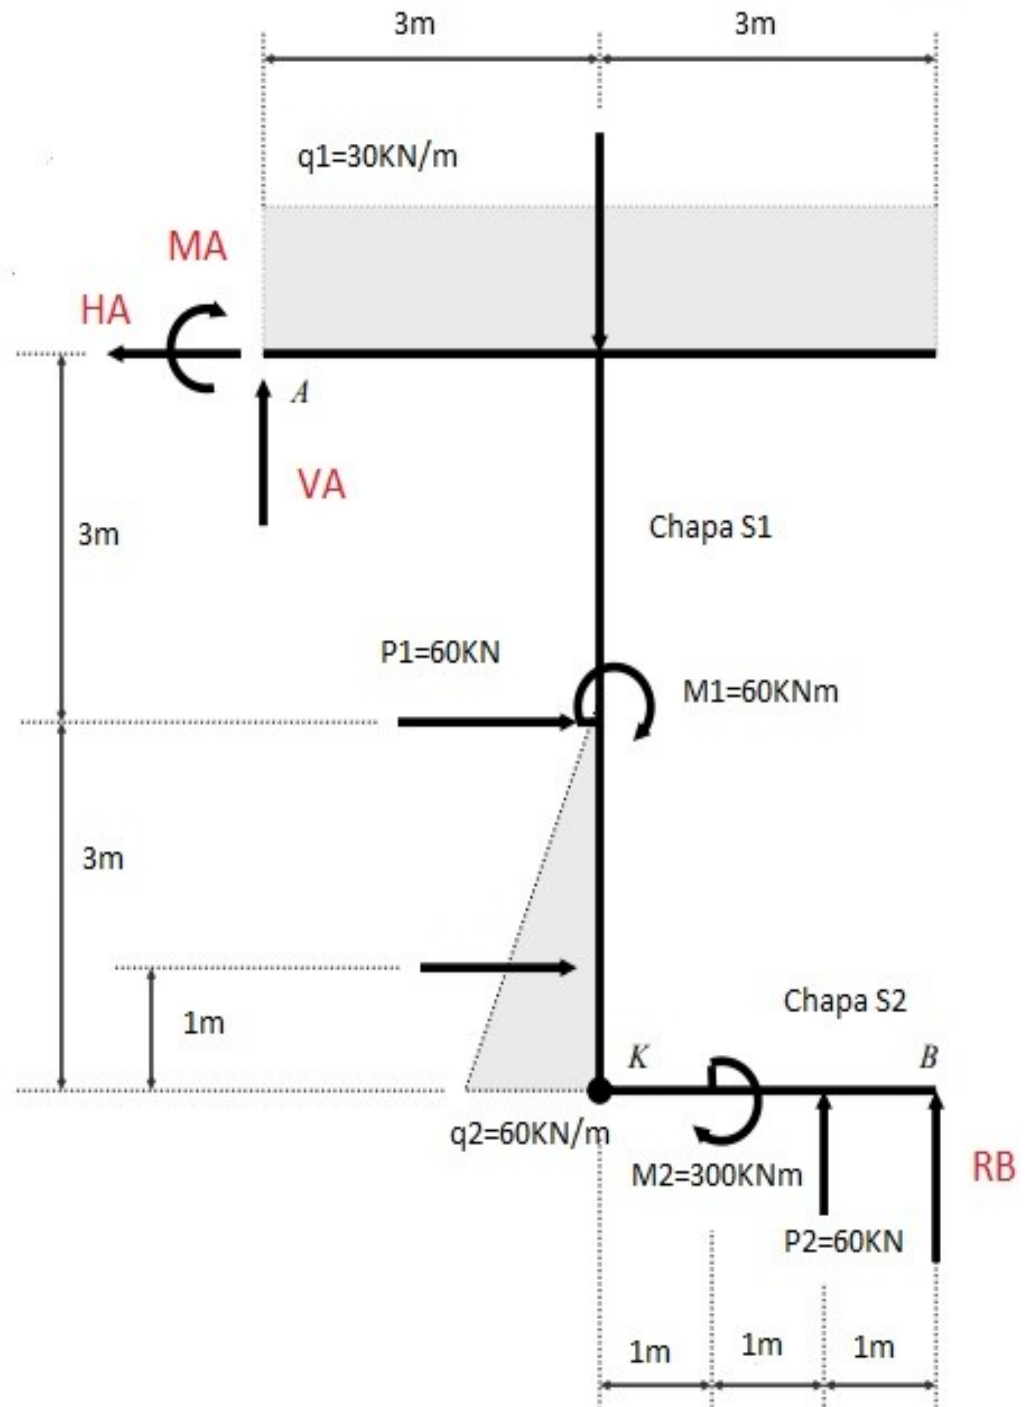 3m
3m
q1=30KN/m
MA
HA
A
VA
3m
Chapa S1
P1=60KN
M1=60KNm
3m
Chapa S2
1m
K
B
q2=60KN/m
M2=300KNm
RB
P2=60KN
1m
1m
1m